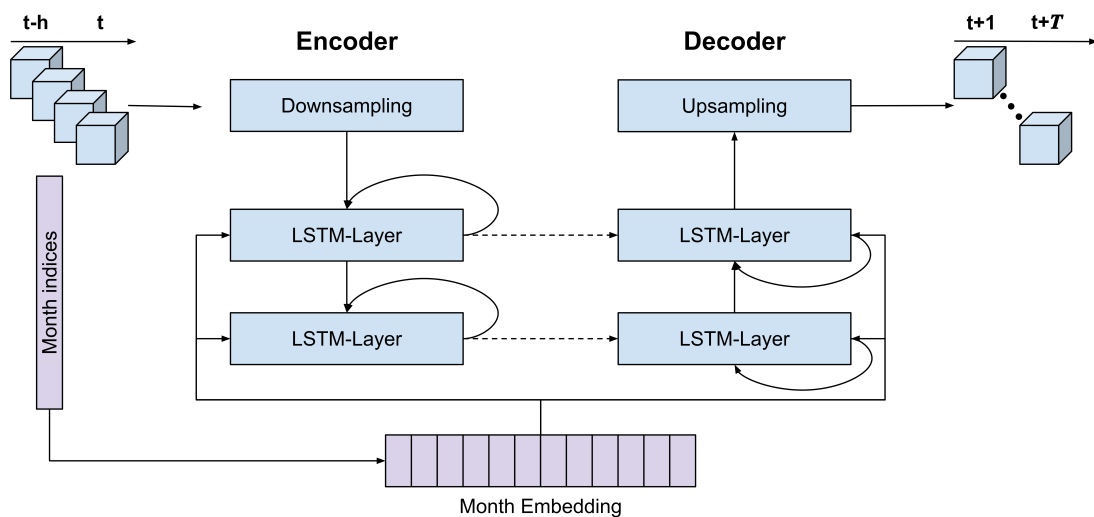 t-h t
Encoder
Decoder
t+1 t+T
Downsampling
Upsampling
LSTM-Layer
LSTM-Layer
Month indices
LSTM-Layer
LSTM-Layer
Month Embedding